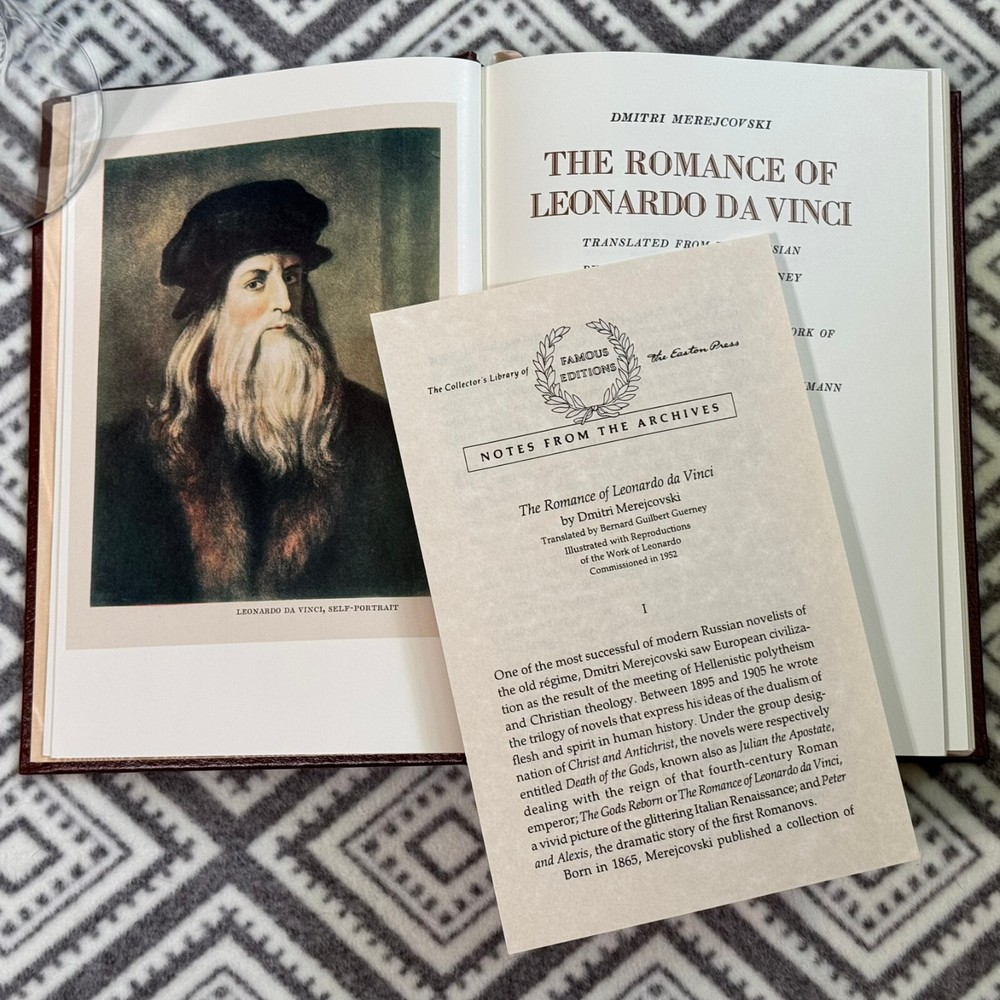 LEONARDO DA VINCI, SELF-PORTRAIT
DMITRI MEREJCOVSKI
THE ROMANCE OF
LEONARDO DA VINCI
TRANSLATED FROM
The Collector's Library of
FAMOUS
EDITIONS
The Easton Press
NOTES FROM THE ARCHIVES
The Romance of Leonardo da Vinci
by Dmitri Merejcovski
Translated by Bernard Guilbert Guerney
Illustrated with Reproductions
of the Work of Leonardo
Commissioned in 1952
I
One of the most successful of modern Russian novelists of
the old régime, Dmitri Merejcovski saw European civiliza-
tion as the result of the meeting of Hellenistic polytheism
and Christian theology. Between 1895 and 1905 he wrote
the trilogy of novels that express his ideas of the dualism of
flesh and spirit in human history. Under the group desig-
nation of Christ and Antichrist, the novels were respectively
entitled Death of the Gods, known also as Julian the Apostate,
dealing with the reign of that fourth-century Roman
emperor; The Gods Reborn or The Romance of Leonardo da Vinci,
a vivid picture of the glittering Italian Renaissance; and Peter
and Alexis, the dramatic story of the first Romanovs.
Born in 1865, Merejcovski published a collection of